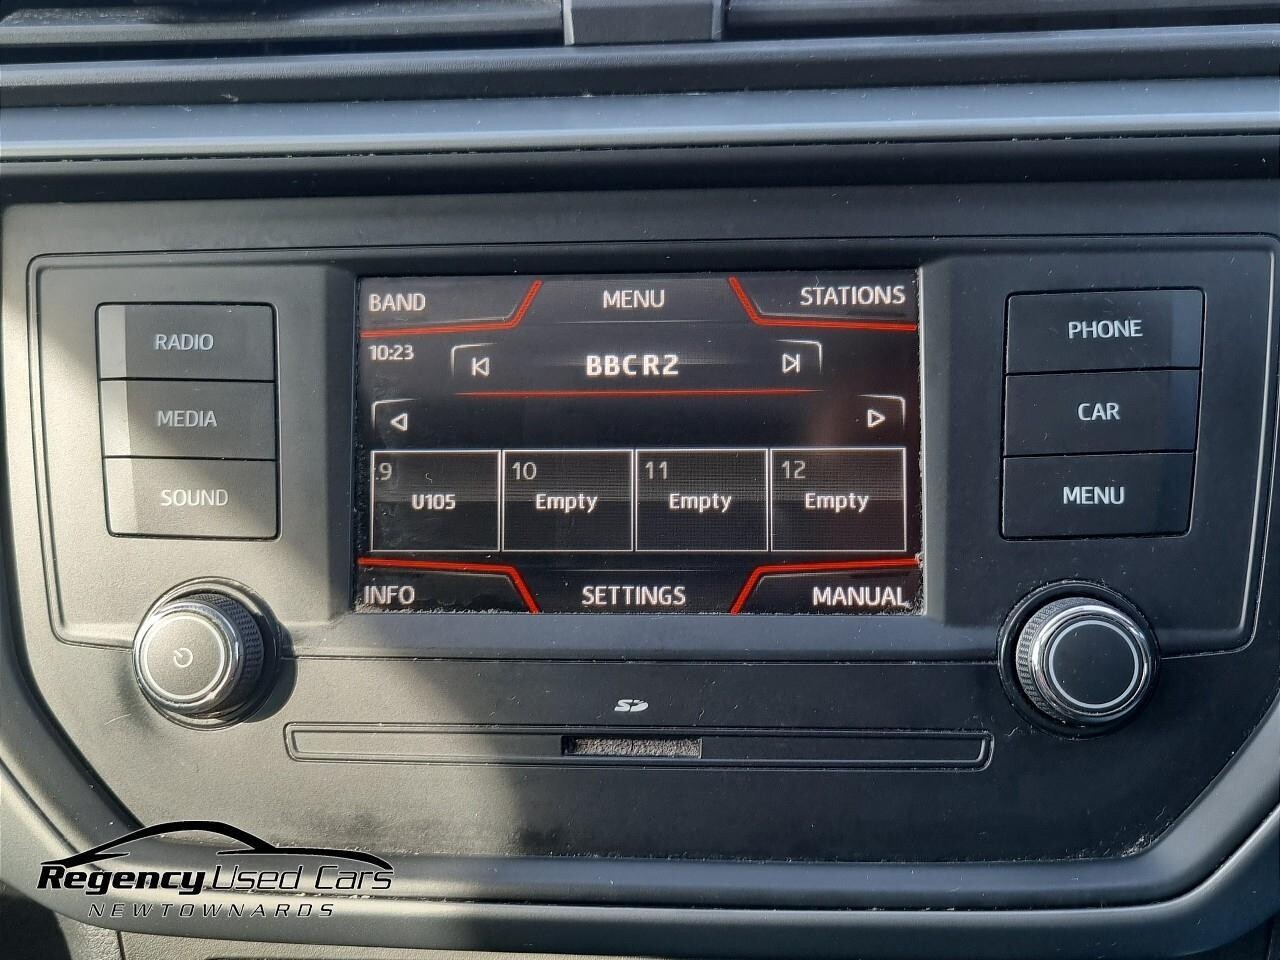 BAND MENU STATIONS
10:23
BBC R2
9 10 11 12
U105 Empty Empty Empty
INFO SETTINGS MANUAL
RADIO
MEDIA
SOUND
PHONE
CAR
MENU
SD
Regency Used Cars
NEWTOWNARDS